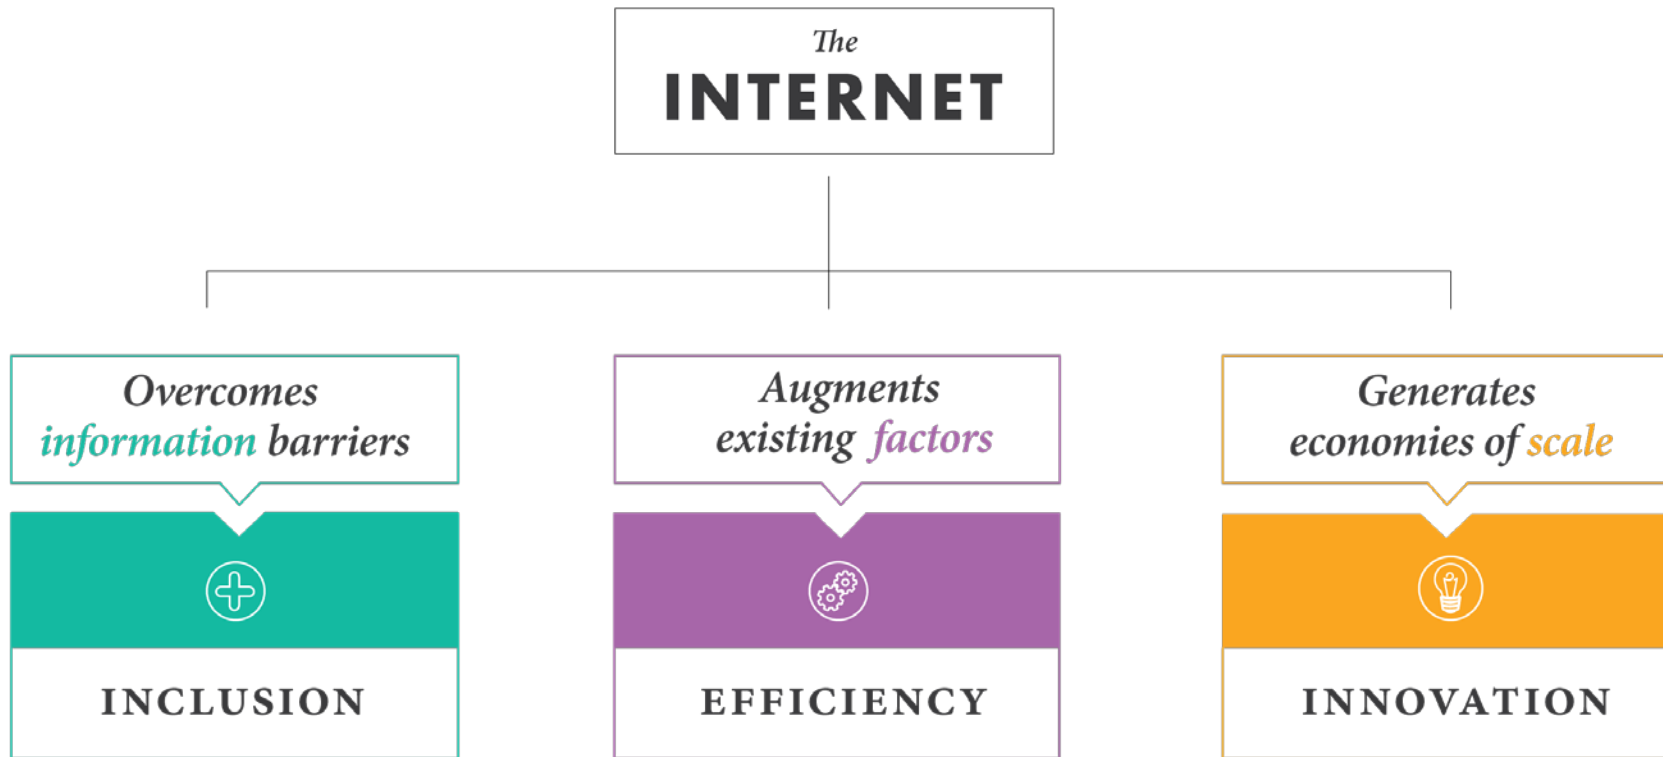 The
INTERNET
Overcomes
information barriers
INCLUSION
Augments
existing factors
EFFICIENCY
Generates
economies of scale
INNOVATION